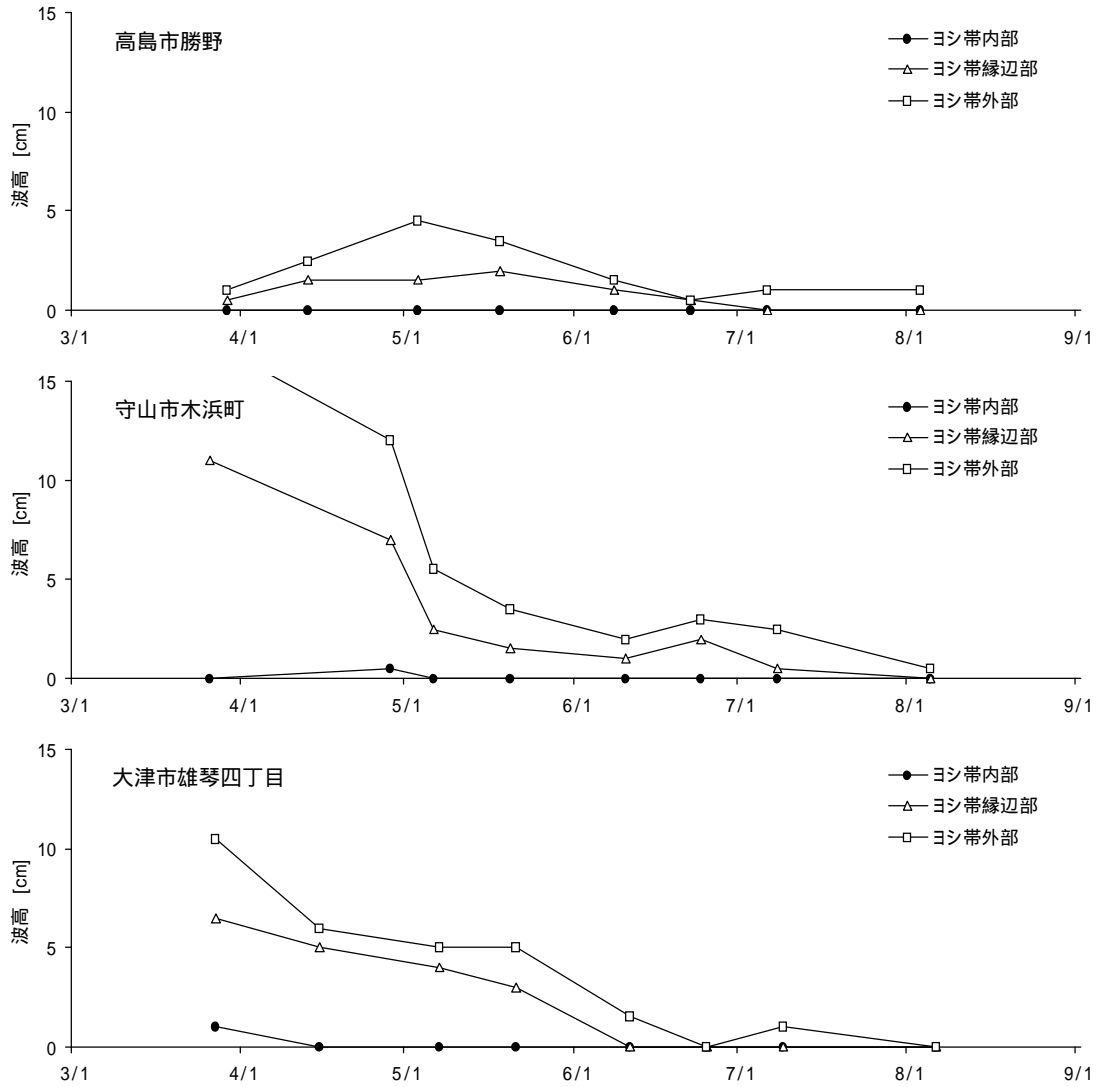 15
高島市勝野
ヨシ帯内部
ヨシ帯縁辺部
ヨシ帯外部
10
波高 [cm]
5
0
3/1 4/1 5/1 6/1 7/1 8/1 9/1
15
守山市木浜町
ヨシ帯内部
ヨシ帯縁辺部
ヨシ帯外部
10
波高 [cm]
5
0
3/1 4/1 5/1 6/1 7/1 8/1 9/1
15
大津市雄琴四丁目
ヨシ帯内部
ヨシ帯縁辺部
ヨシ帯外部
10
波高 [cm]
5
0
3/1 4/1 5/1 6/1 7/1 8/1 9/1